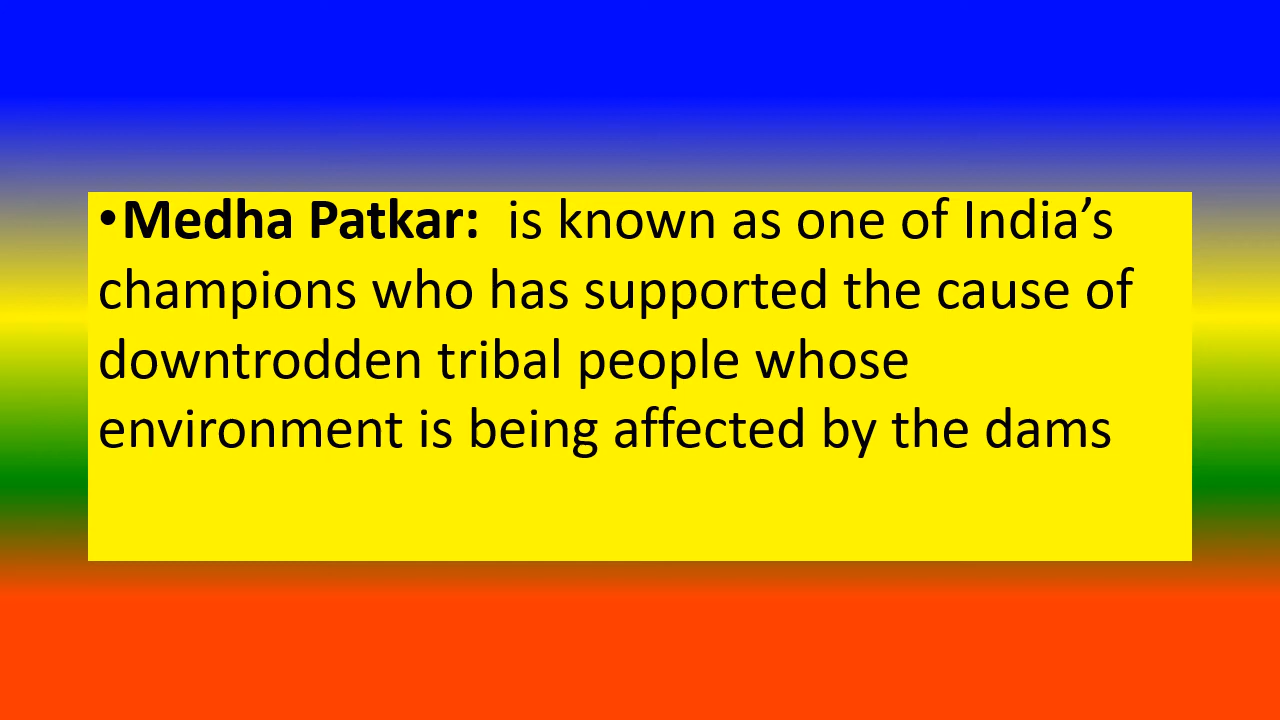 •Medha Patkar:  is known as one of India’s
champions who has supported the cause of
downtrodden tribal people whose
environment is being affected by the dams